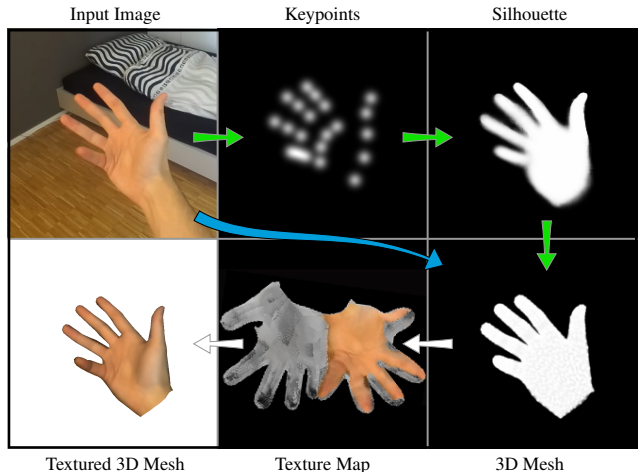 Input Image
Keypoints
Silhouette
Textured 3D Mesh
Texture Map
3D Mesh